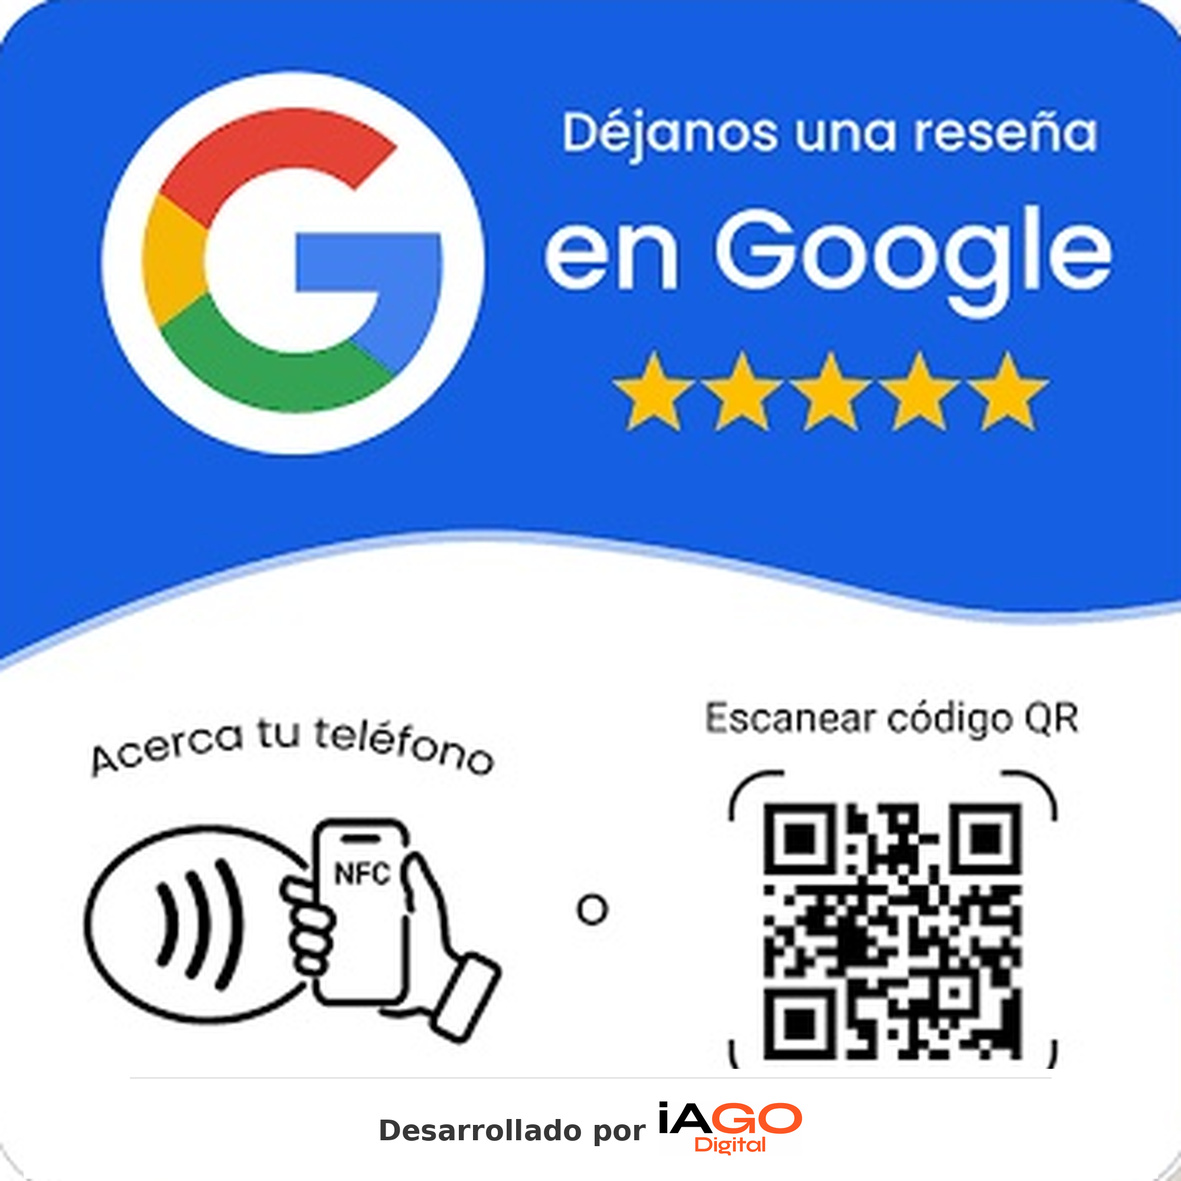 Déjanos una reseña
en Google
Acerca tu teléfono
NFC
o
Escanear código QR
Desarrollado por iAGO
Digital